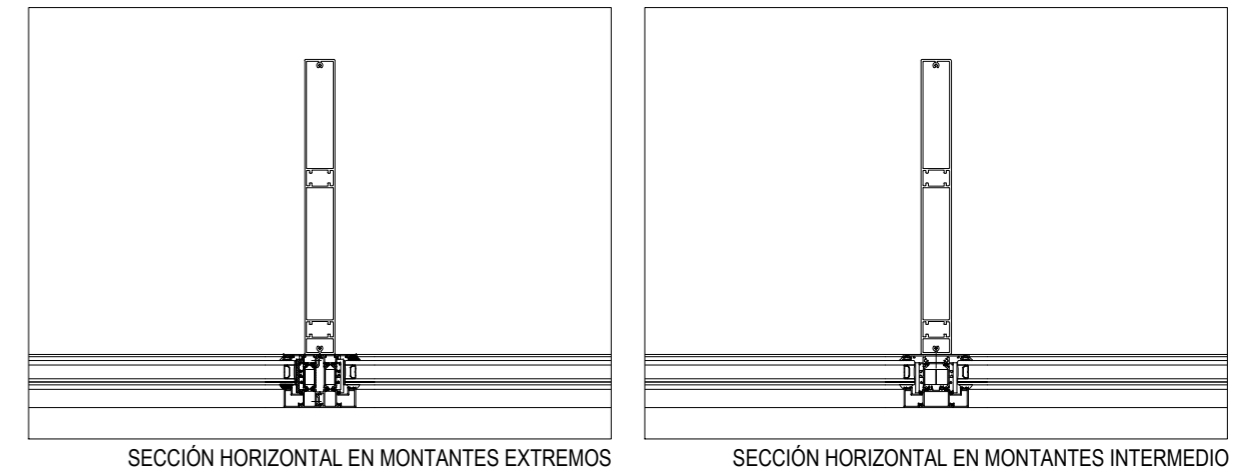 SECCIÓN HORIZONTAL EN MONTANTES EXTREMOS
SECCIÓN HORIZONTAL EN MONTANTES INTERMEDIO